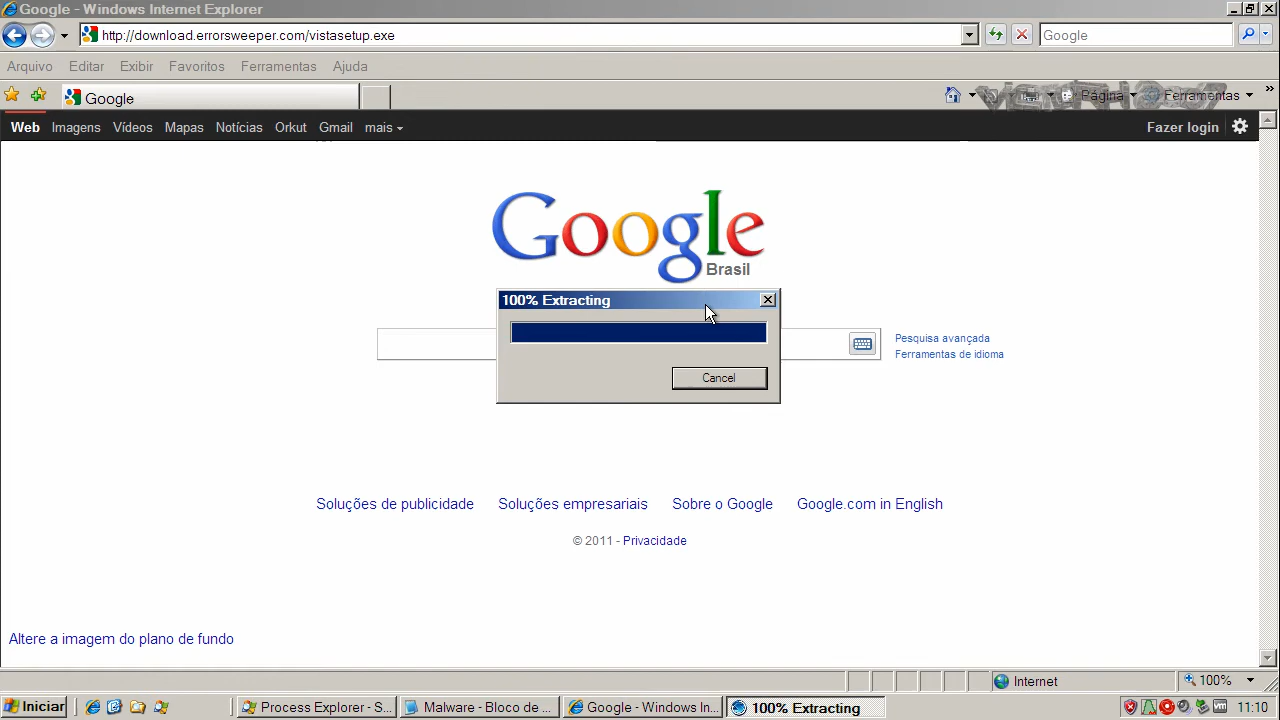 Google - Windows Internet Explorer
http://download.errorsweeper.com/vistasetup.exe
Google
Arquivo Editar Exibir Favoritos Ferramentas Ajuda
Google
Página Ferramentas »
Web Imagens Vídeos Mapas Notícias Orkut Gmail mais
Fazer login
Google
Brasil
100% Extracting
Pesquisa avançada
Ferramentas de idioma
Cancel
Soluções de publicidade Soluções empresariais Sobre o Google Google.com in English
© 2011 - Privacidade
Altere a imagem do plano de fundo
Internet 100%
Iniciar Process Explorer - S... Malware - Bloco de ... Google - Windows In... 100% Extracting 11:10